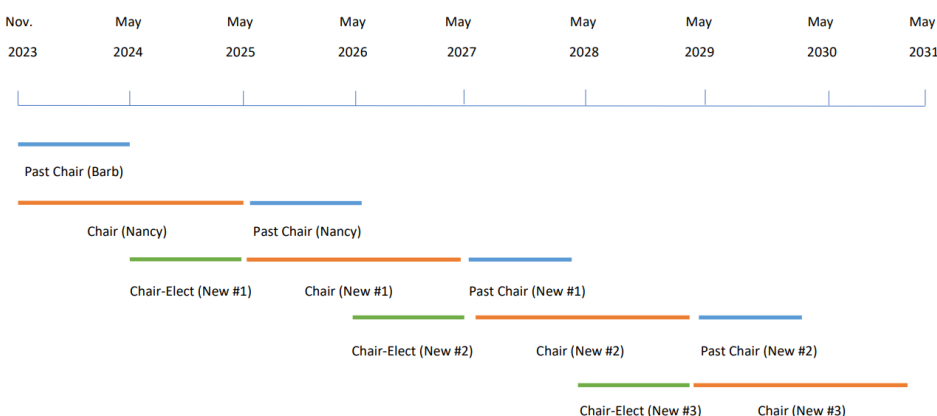 Nov. May May May May May May May May
2023 2024 2025 2026 2027 2028 2029 2030 2031
Past Chair (Barb)
Chair (Nancy) Past Chair (Nancy)
Chair-Elect (New #1) Chair (New #1) Past Chair (New #1)
Chair-Elect (New #2) Chair (New #2) Past Chair (New #2)
Chair-Elect (New #3) Chair (New #3)